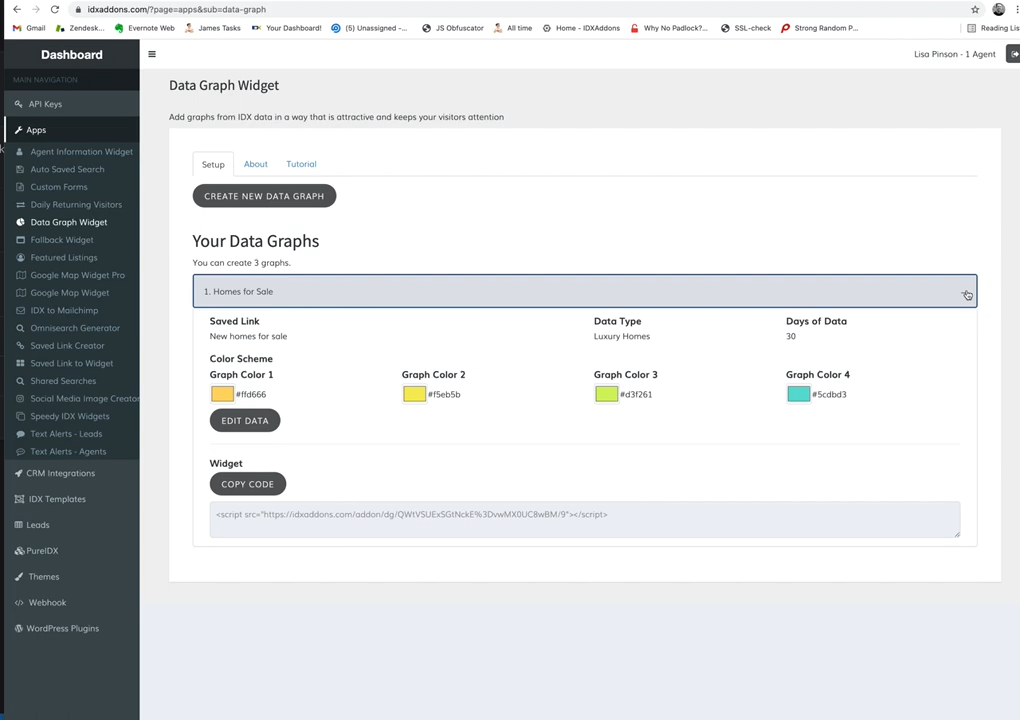 idxaddons.com/?page=apps&sub=data-graph
Gmail
Zendesk...
Evernote Web
James Tasks
Your Dashboard!
(5) Unassigned -...
JS Obfuscator
All time
Home - IDXAddons
Why No Padlock?...
SSL-check
Strong Random P...
Reading Lis
Dashboard
Lisa Pinson - 1 Agent
MAIN NAVIGATION
API Keys
Apps
Agent Information Widget
Auto Saved Search
Custom Forms
Daily Returning Visitors
Data Graph Widget
Fallback Widget
Featured Listings
Google Map Widget Pro
Google Map Widget
IDX to Mailchimp
Omnisearch Generator
Saved Link Creator
Saved Link to Widget
Shared Searches
Social Media Image Creator
Speedy IDX Widgets
Text Alerts - Leads
Text Alerts - Agents
CRM Integrations
IDX Templates
Leads
PureIDX
Themes
Webhook
WordPress Plugins
Data Graph Widget
Add graphs from IDX data in a way that is attractive and keeps your visitors attention
Setup
About
Tutorial
CREATE NEW DATA GRAPH
Your Data Graphs
You can create 3 graphs.
1. Homes for Sale
Saved Link
Data Type
Days of Data
New homes for sale
Luxury Homes
30
Color Scheme
Graph Color 1
Graph Color 2
Graph Color 3
Graph Color 4
#ffd666
#f5eb5b
#d3f261
#5cdbd3
EDIT DATA
Widget
COPY CODE
<script src="https://idxaddons.com/addon/dg/QWtVSUExSGtNckE%3DvwMX0UC8wBM/9"></script>